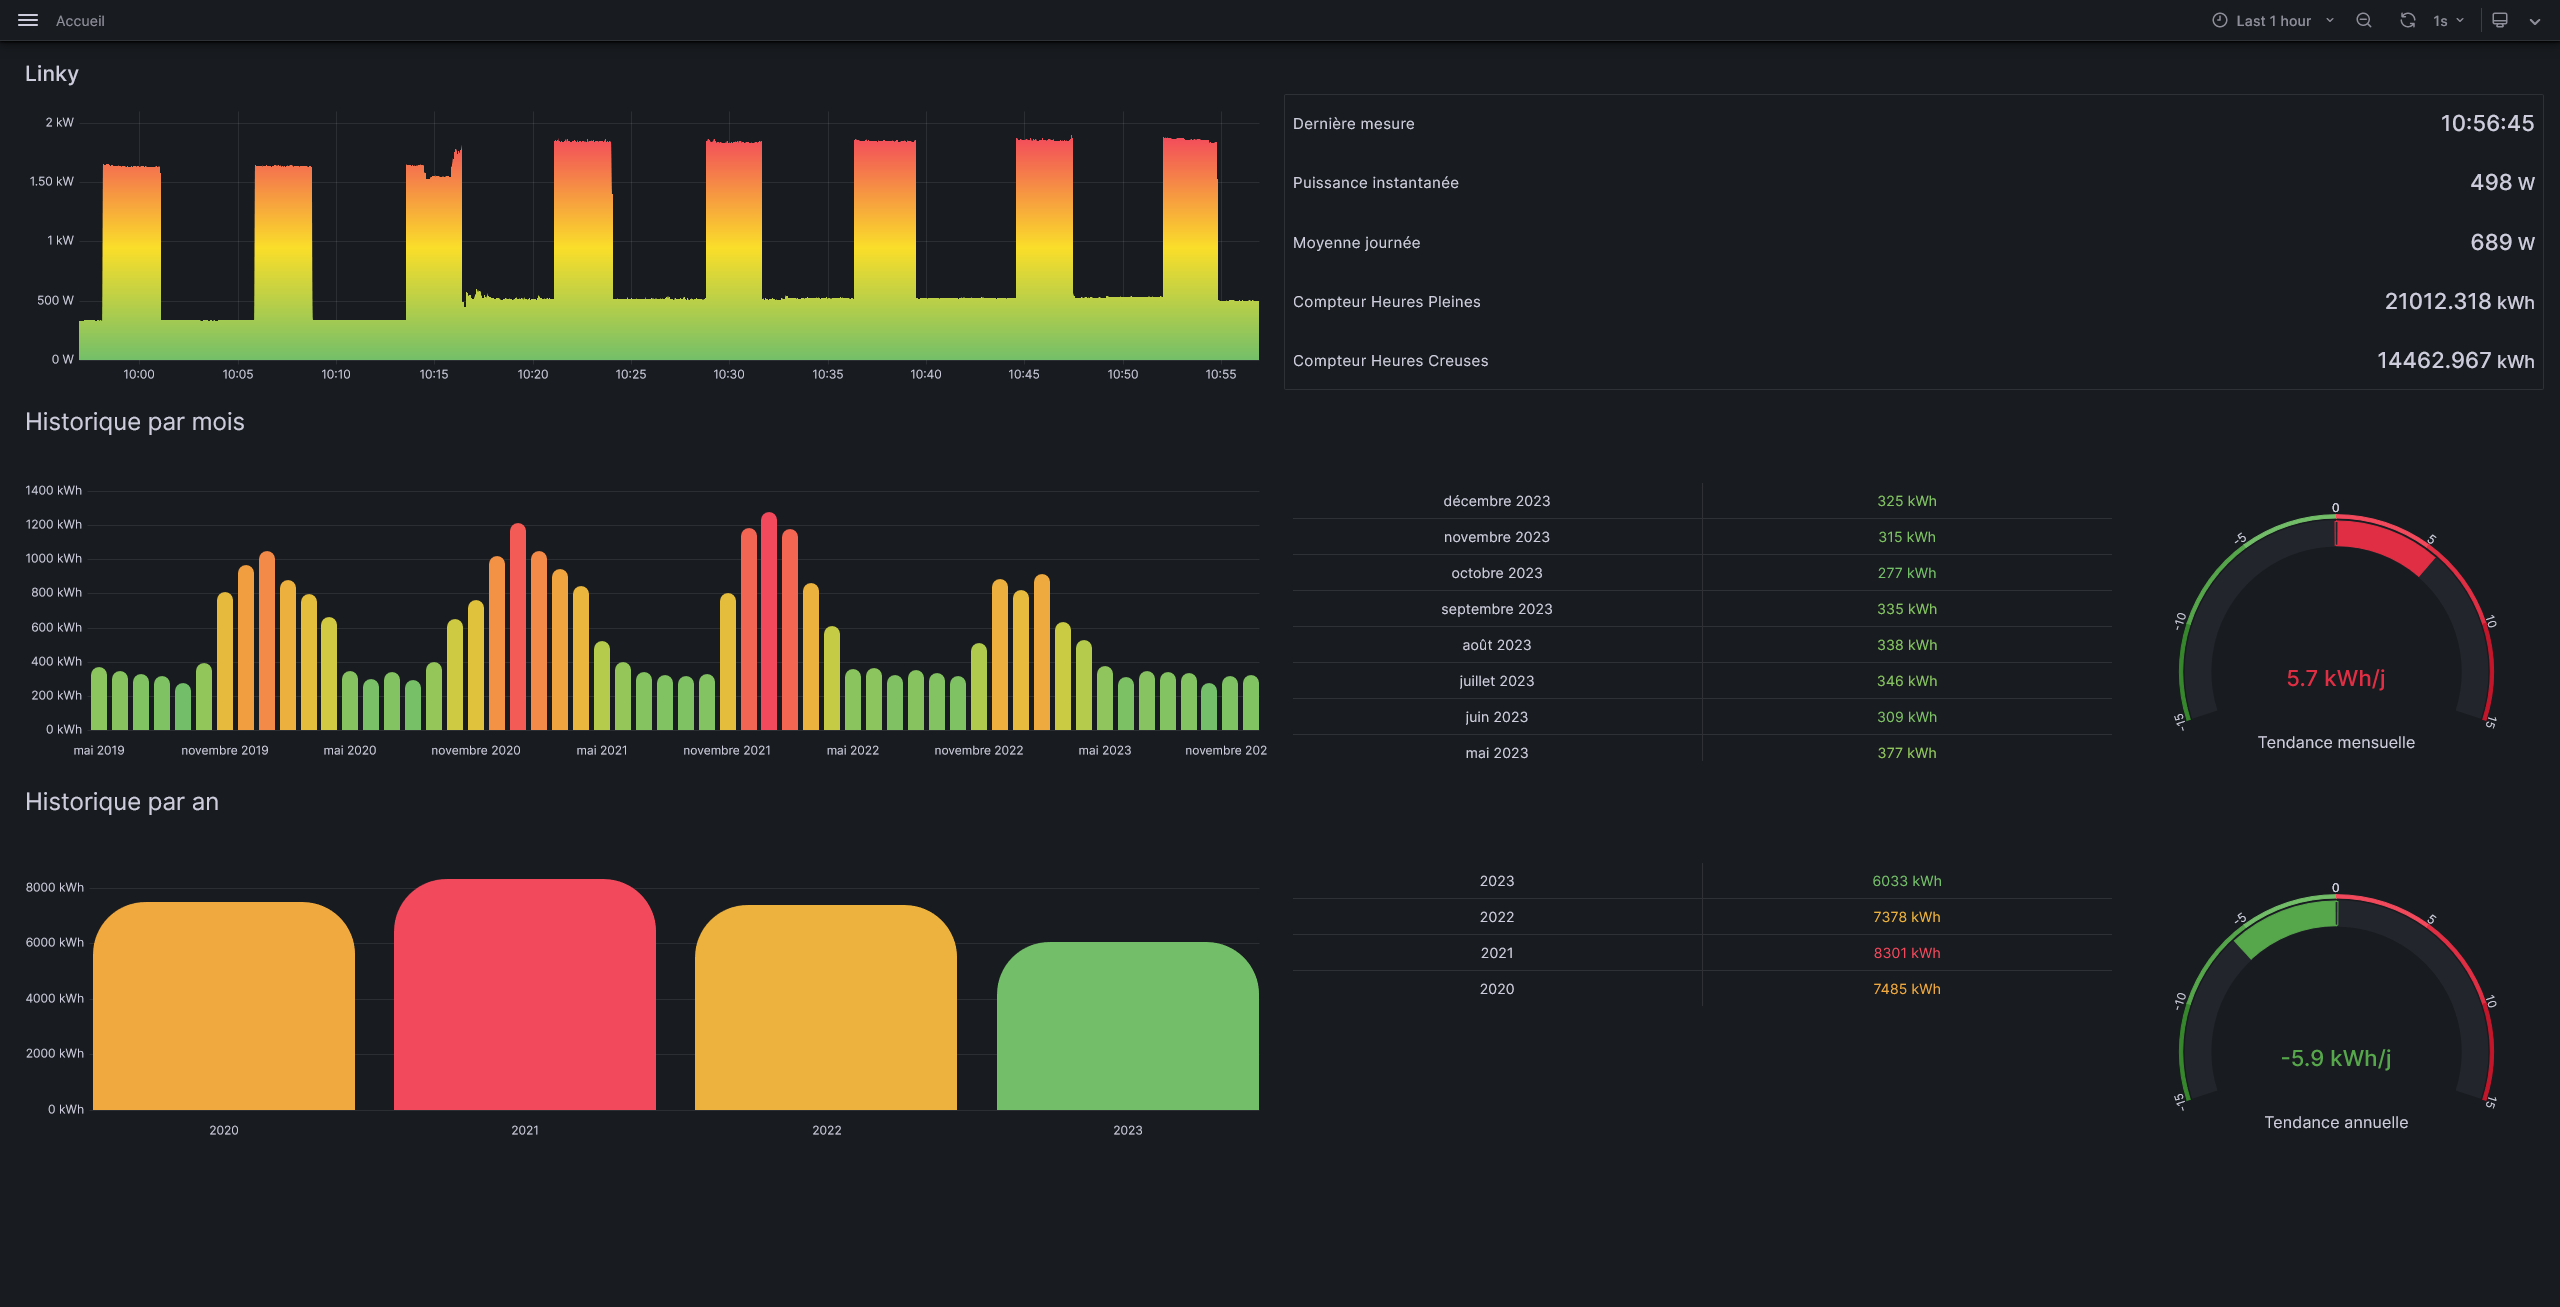 Accueil
Last 1 hour
1s
Linky
2 kW
1.50 kW
1 kW
500 W
0 W
10:00 10:05 10:10 10:15 10:20 10:25 10:30 10:35 10:40 10:45 10:50 10:55
Dernière mesure 10:56:45
Puissance instantanée 498 W
Moyenne journée 689 W
Compteur Heures Pleines 21012.318 kWh
Compteur Heures Creuses 14462.967 kWh
Historique par mois
1400 kWh
1200 kWh
1000 kWh
800 kWh
600 kWh
400 kWh
200 kWh
0 kWh
mai 2019 novembre 2019 mai 2020 novembre 2020 mai 2021 novembre 2021 mai 2022 novembre 2022 mai 2023 novembre 202
décembre 2023 325 kWh
novembre 2023 315 kWh
octobre 2023 277 kWh
septembre 2023 335 kWh
août 2023 338 kWh
juillet 2023 346 kWh
juin 2023 309 kWh
mai 2023 377 kWh
-15 -10 -5 0 5 10 15
5.7 kWh/j
Tendance mensuelle
Historique par an
8000 kWh
6000 kWh
4000 kWh
2000 kWh
0 kWh
2020 2021 2022 2023
2023 6033 kWh
2022 7378 kWh
2021 8301 kWh
2020 7485 kWh
-15 -10 -5 0 5 10 15
-5.9 kWh/j
Tendance annuelle